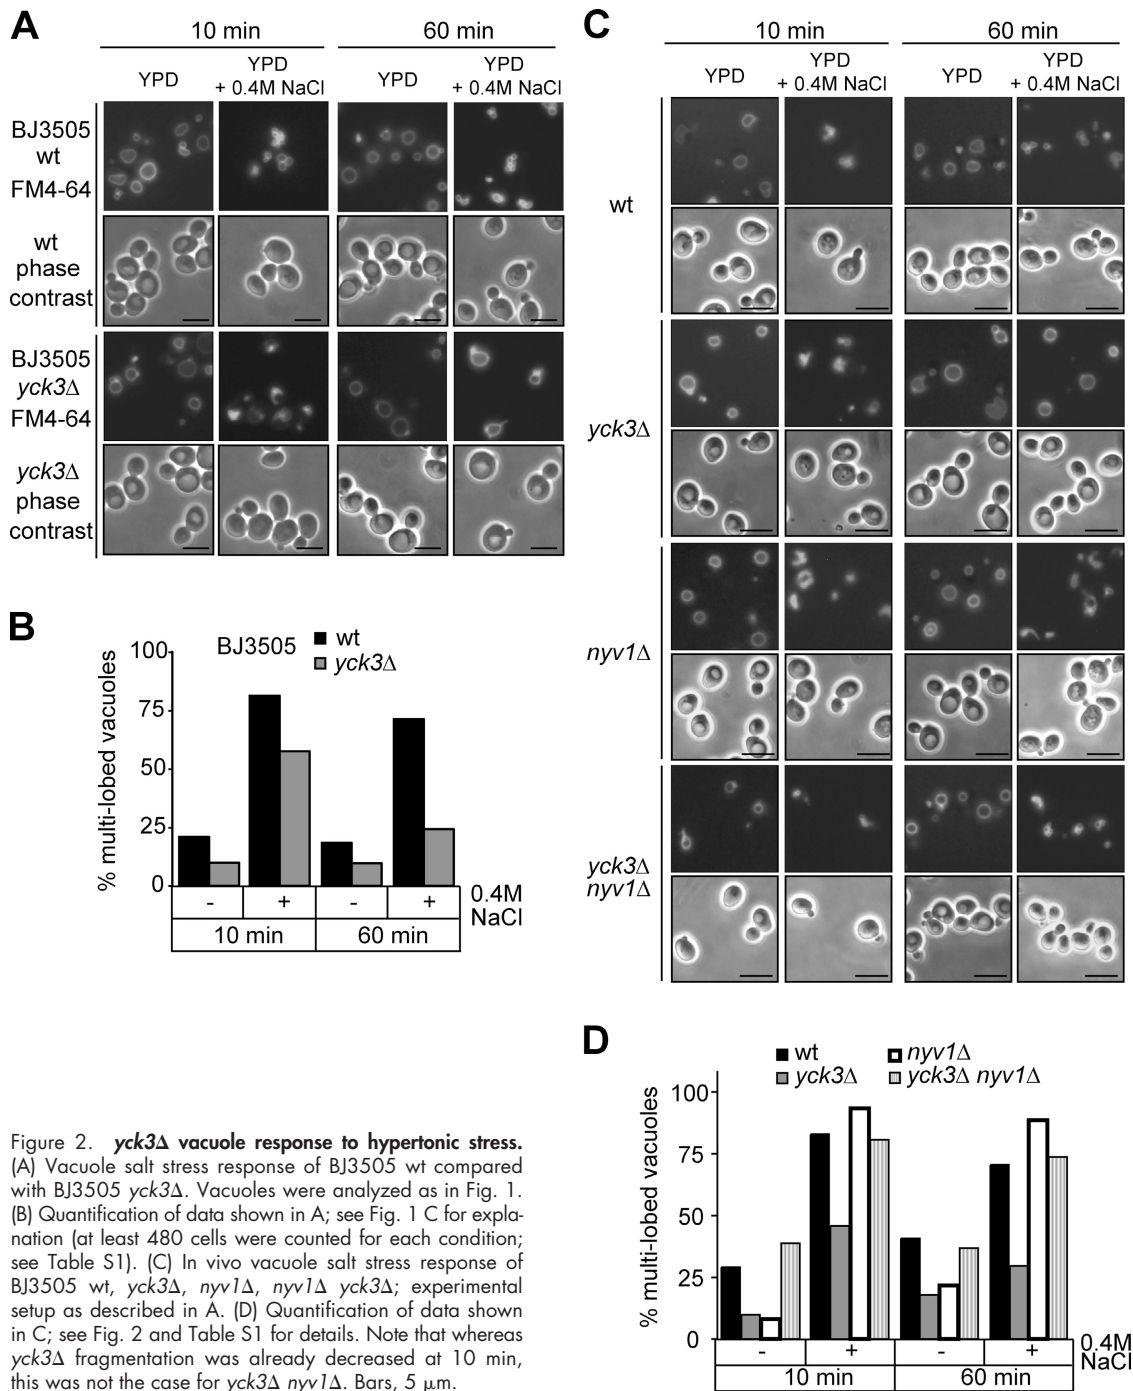 A
10 min
60 min
YPD
YPD
+ 0.4M NaCl
YPD
YPD
+ 0.4M NaCl
BJ3505
wt
FM4-64
wt
phase
contrast
BJ3505
yck3Δ
FM4-64
yck3Δ
phase
contrast
B
BJ3505
wt
yck3Δ
% multi-lobed vacuoles
100
75
50
25
0
- + - +
0.4M
NaCl
10 min
60 min
C
10 min
60 min
YPD
YPD
+ 0.4M NaCl
YPD
YPD
+ 0.4M NaCl
wt
yck3Δ
nyv1Δ
yck3Δ
nyv1Δ
D
wt
nyv1Δ
yck3Δ
yck3Δ nyv1Δ
% multi-lobed vacuoles
100
75
50
25
0
- + - +
0.4M
NaCl
10 min
60 min
Figure 2. yck3Δ vacuole response to hypertonic stress.
(A) Vacuole salt stress response of BJ3505 wt compared
with BJ3505 yck3Δ. Vacuoles were analyzed as in Fig. 1.
(B) Quantification of data shown in A; see Fig. 1 C for expla-
nation (at least 480 cells were counted for each condition;
see Table S1). (C) In vivo vacuole salt stress response of
BJ3505 wt, yck3Δ, nyv1Δ, nyv1Δ yck3Δ; experimental
setup as described in A. (D) Quantification of data shown
in C; see Fig. 2 and Table S1 for details. Note that whereas
yck3Δ fragmentation was already decreased at 10 min,
this was not the case for yck3Δ nyv1Δ. Bars, 5 μm.